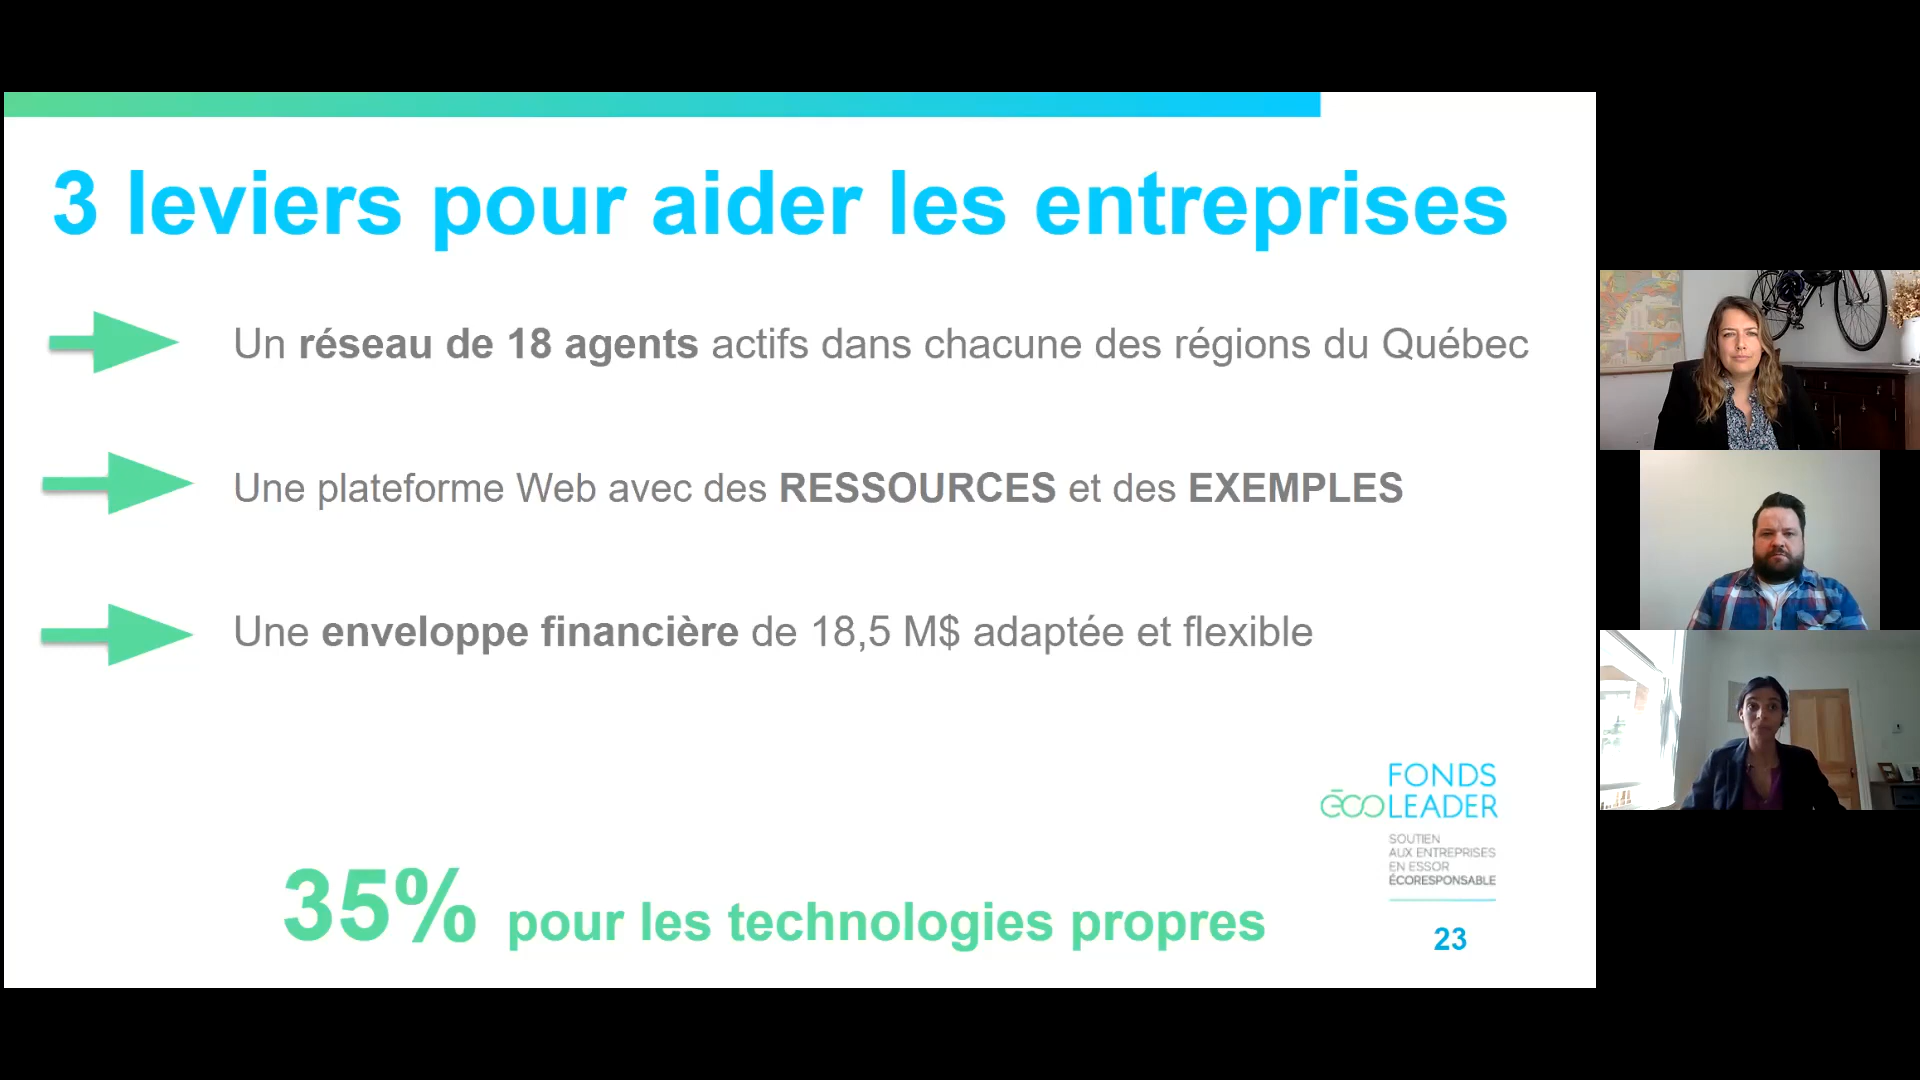 3 leviers pour aider les entreprises
Un réseau de 18 agents actifs dans chacune des régions du Québec
Une plateforme Web avec des RESSOURCES et des EXEMPLES
Une enveloppe financière de 18,5 M$ adaptée et flexible
FONDS
ēcoLEADER
SOUTIEN
AUX ENTREPRISES
EN ESSOR
ÉCORESPONSABLE
35% pour les technologies propres
23